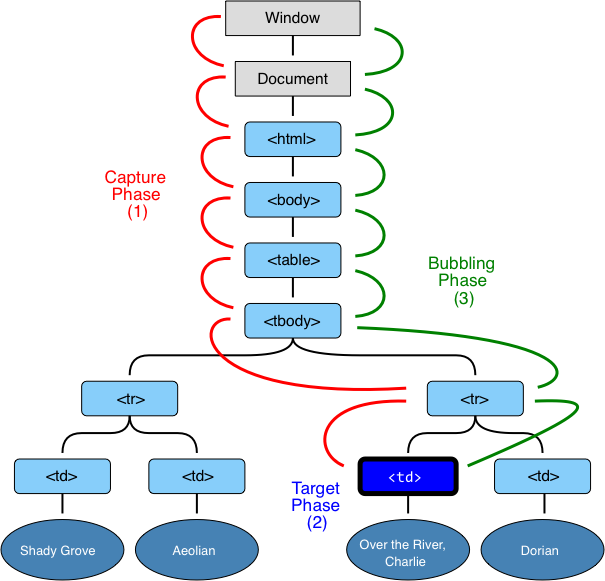 Window
Document
<html>
Capture
Phase
(1)
<body>
<table>
Bubbling
Phase
(3)
<tbody>
<tr>
<tr>
<td>
<td>
<td>
<td>
Target
Phase
(2)
Shady Grove
Aeolian
Over the River,
Charlie
Dorian